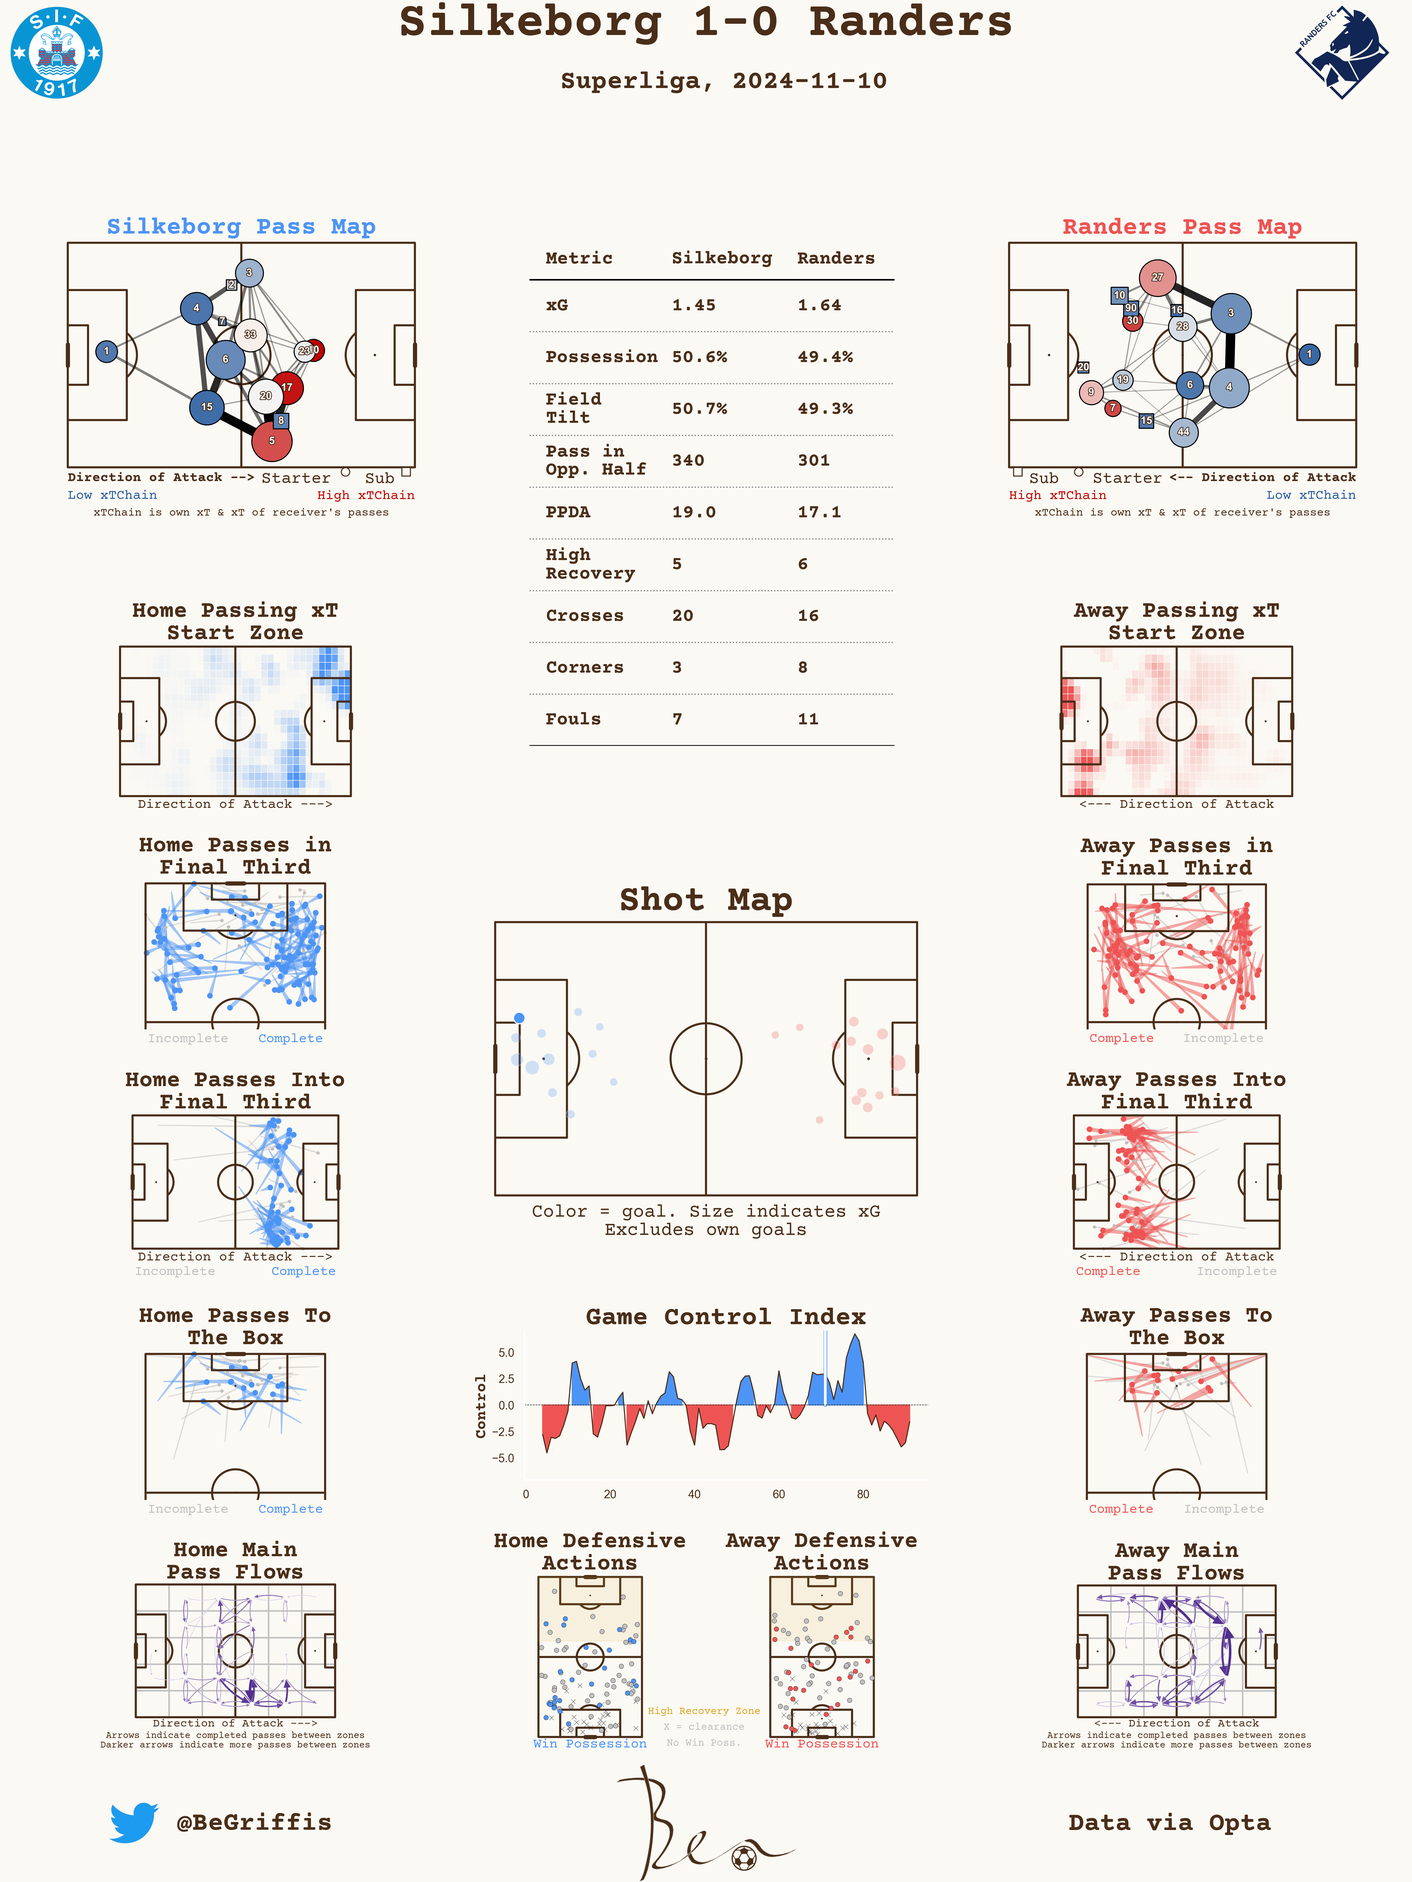 Silkeborg 1-0 Randers
Superliga, 2024-11-10
S·I·F
1917
RANDERS FC
Silkeborg Pass Map
3
2
4
7
33
1
6
23
17
20
15
8
5
Direction of Attack --> Starter Sub
Low xTChain High xTChain
xTChain is own xT & xT of receiver's passes
Metric Silkeborg Randers
xG 1.45 1.64
Possession 50.6% 49.4%
Field
Tilt 50.7% 49.3%
Pass in
Opp. Half 340 301
PPDA 19.0 17.1
High
Recovery 5 6
Crosses 20 16
Corners 3 8
Fouls 7 11
Randers Pass Map
27
10
90
16
3
30
28
1
20
19
6
4
9
7
15
44
Sub Starter <-- Direction of Attack
High xTChain Low xTChain
xTChain is own xT & xT of receiver's passes
Home Passing xT
Start Zone
Direction of Attack --->
Away Passing xT
Start Zone
<--- Direction of Attack
Home Passes in
Final Third
Incomplete Complete
Away Passes in
Final Third
Complete Incomplete
Shot Map
Color = goal. Size indicates xG
Excludes own goals
Home Passes Into
Final Third
Direction of Attack --->
Incomplete Complete
Away Passes Into
Final Third
<--- Direction of Attack
Complete Incomplete
Home Passes To
The Box
Incomplete Complete
Game Control Index
Control
5.0
2.5
0.0
−2.5
−5.0
0 20 40 60 80
Away Passes To
The Box
Complete Incomplete
Home Main
Pass Flows
Direction of Attack --->
Arrows indicate completed passes between zones
Darker arrows indicate more passes between zones
Home Defensive
Actions
Win Possession
High Recovery Zone
X = clearance
No Win Poss.
Away Defensive
Actions
Win Possession
Away Main
Pass Flows
<--- Direction of Attack
Arrows indicate completed passes between zones
Darker arrows indicate more passes between zones
@BeGriffis
Ben
Data via Opta